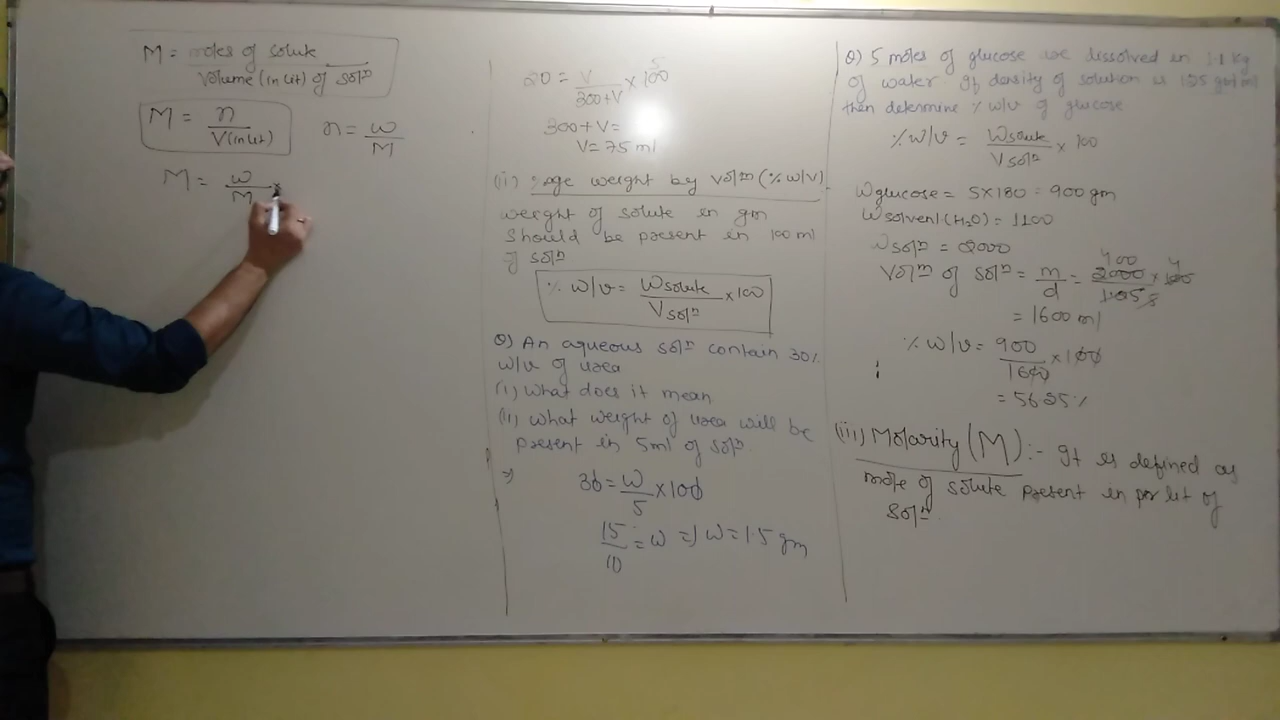 M = moles of solute
Volume (in lit) of solⁿ
M = n
V(in lit)
n = w
M
M = w
M
20 = V × 100
300+V
5
300+V =
V = 75 ml
(ii) %age weight by volᵐ (% w/v)
weight of solute in gm
should be present in 100 ml
of solⁿ
% w/v = Wsolute × 100
Vsolⁿ
Q) An aqueous solⁿ contain 30%
w/v of urea
(i) What does it mean
(ii) what weight of urea will be
present in 5ml of solⁿ
⇒ 30 = w × 100
5
15 = w ⇒ w = 1.5 gm
10
Q) 5 moles of glucose are dissolved in 1.1 kg
of water. If density of solution is 1.25 gm/ml
then determine % w/v of glucose
% w/v = Wsolute × 100
Vsolⁿ
Wglucose = 5×180 = 900 gm
Wsolvent (H₂O) = 1100
Wsolⁿ = 2000
400 4
Volᵐ of solⁿ = m = 2000 × 100
d 1.25 5
= 1600 ml
% w/v = 900 × 100
1600
= 56.25%
(iii) Molarity (M) :- It is defined as
mole of solute present in per lit of
solⁿ